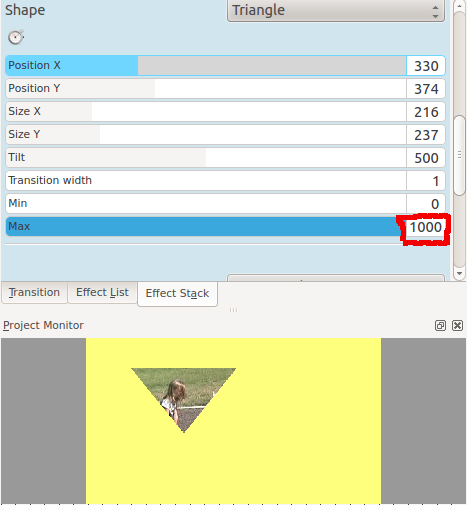 Shape Triangle
Position X 330
Position Y 374
Size X 216
Size Y 237
Tilt 500
Transition width 1
Min 0
Max 1000
Transition Effect List Effect Stack
Project Monitor